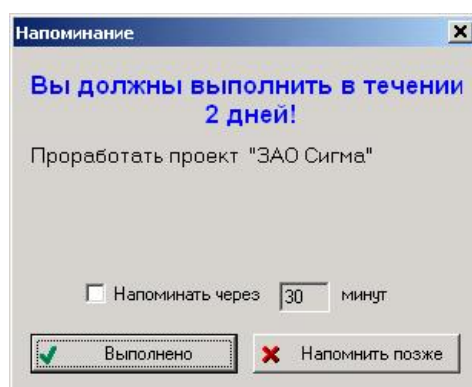 Напоминание
Вы должны выполнить в течении
2 дней!
Проработать проект "ЗАО Сигма"
Напоминать через 30 минут
Выполнено Напомнить позже